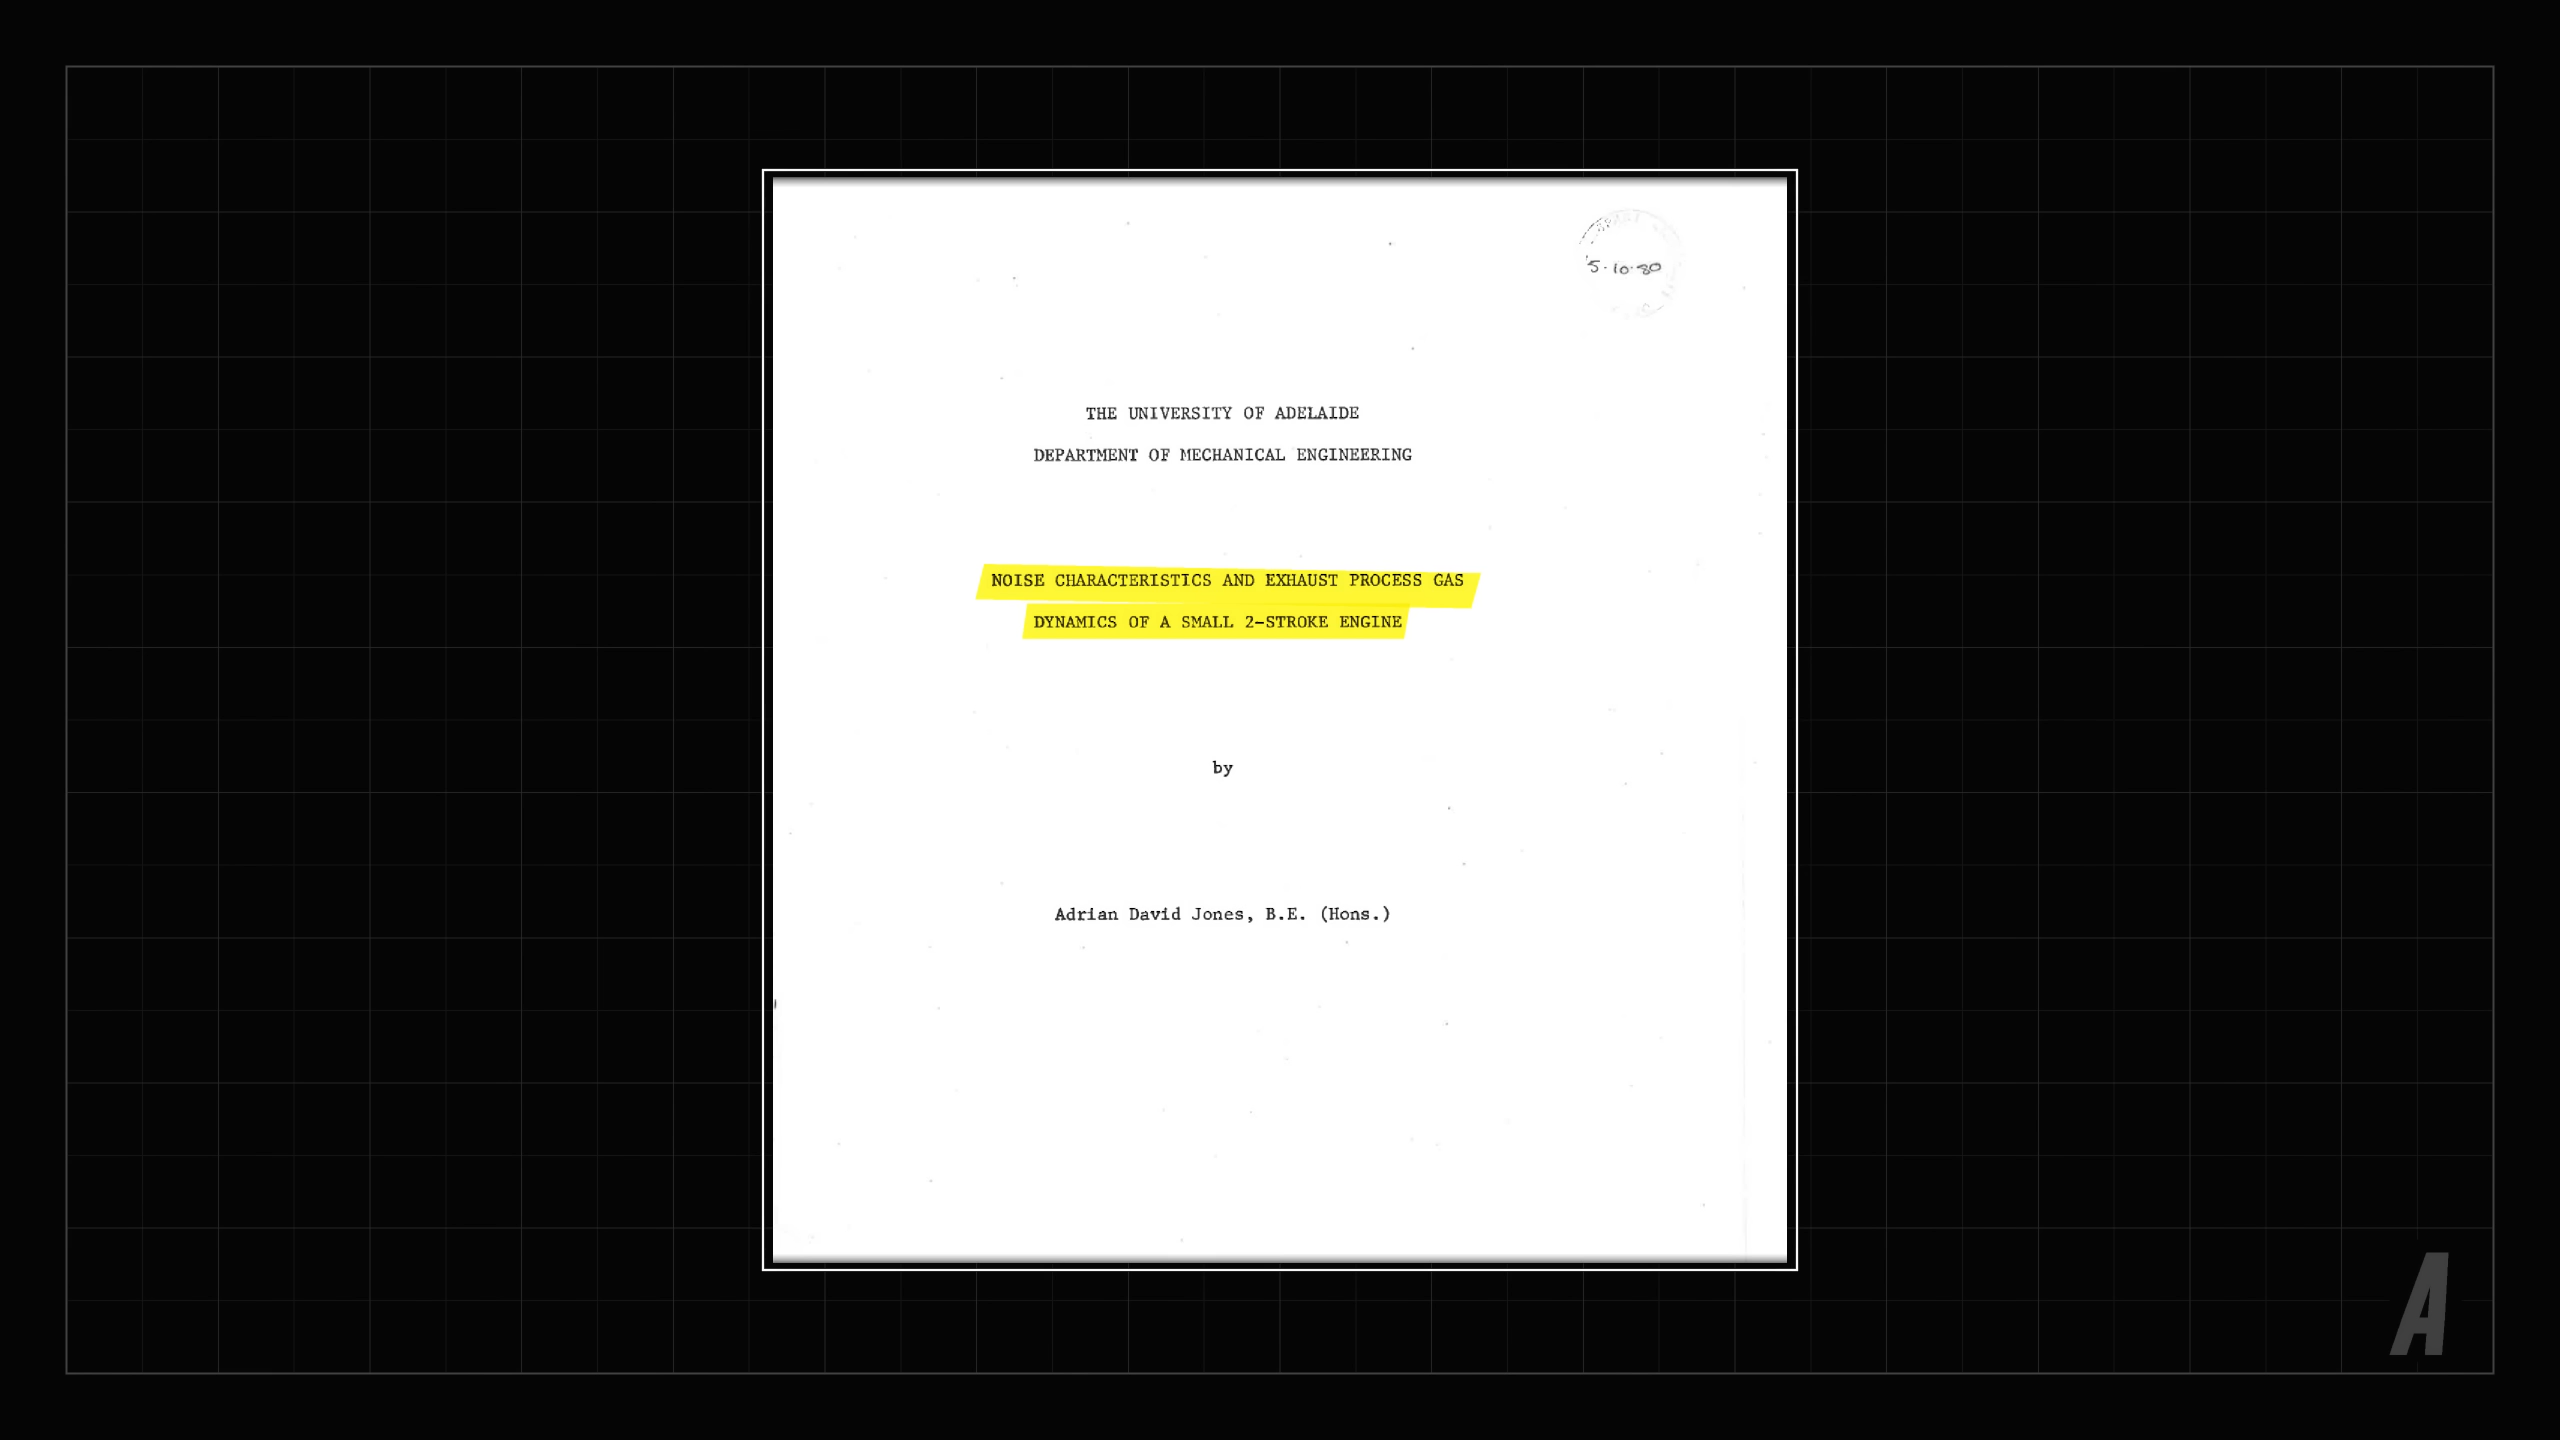 5·10·80
THE UNIVERSITY OF ADELAIDE
DEPARTMENT OF MECHANICAL ENGINEERING
NOISE CHARACTERISTICS AND EXHAUST PROCESS GAS
DYNAMICS OF A SMALL 2-STROKE ENGINE
by
Adrian David Jones, B.E. (Hons.)
A